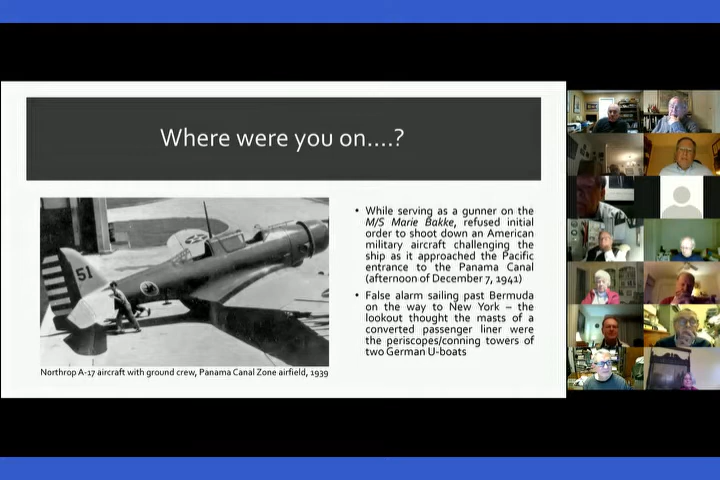 Where were you on....?
51
• While serving as a gunner on the
M/S Marie Bakke, refused initial
order to shoot down an American
military aircraft challenging the
ship as it approached the Pacific
entrance to the Panama Canal
(afternoon of December 7, 1941)
• False alarm sailing past Bermuda
on the way to New York – the
lookout thought the masts of a
converted passenger liner were
the periscopes/conning towers of
two German U-boats
Northrop A-17 aircraft with ground crew, Panama Canal Zone airfield, 1939